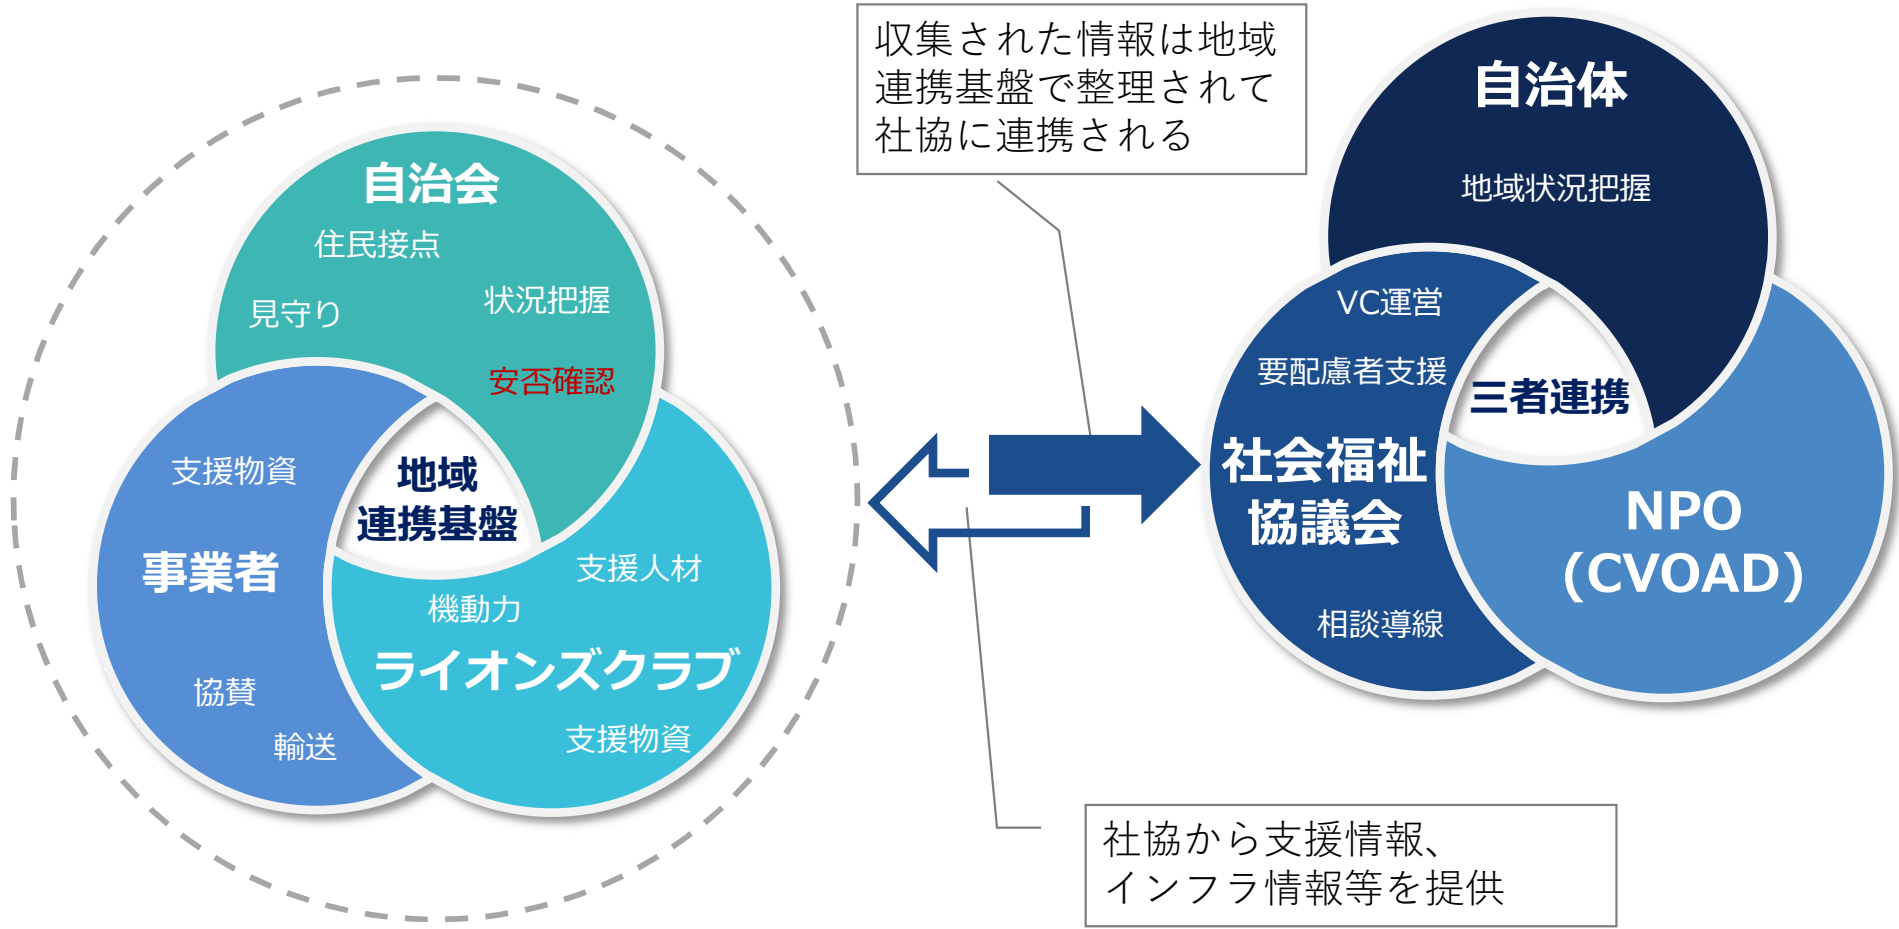 収集された情報は地域
連携基盤で整理されて
社協に連携される
自治会
住民接点
状況把握
見守り
安否確認
地域
連携基盤
支援物資
事業者
協賛
輸送
支援人材
機動力
ライオンズクラブ
支援物資
自治体
地域状況把握
VC運営
要配慮者支援
三者連携
社会福祉
協議会
相談導線
NPO
(CVOAD)
社協から支援情報、
インフラ情報等を提供